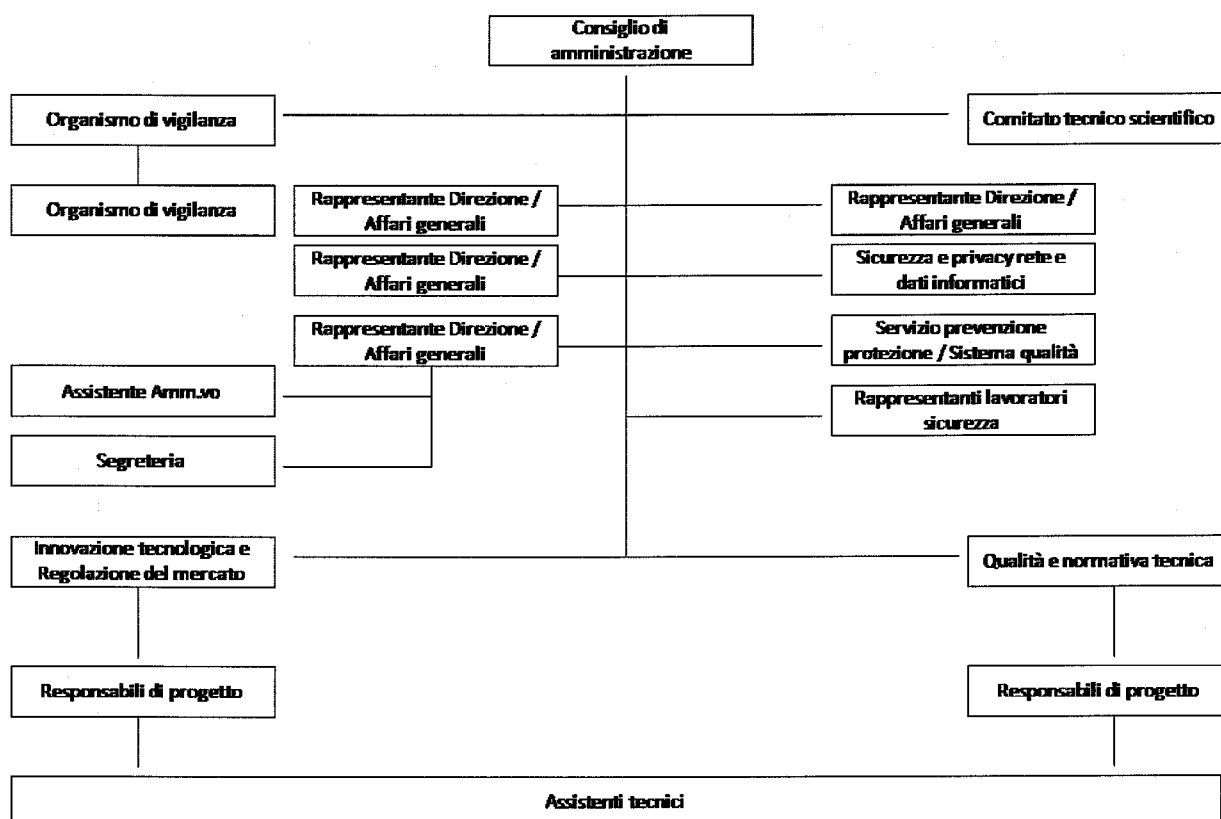 Consiglio di
amministrazione
Organismo di vigilanza
Comitato tecnico scientifico
Organismo di vigilanza
Rappresentante Direzione /
Affari generali
Rappresentante Direzione /
Affari generali
Rappresentante Direzione /
Affari generali
Sicurezza e privacy rete e
dati informatici
Rappresentante Direzione /
Affari generali
Servizio prevenzione
protezione / Sistema qualità
Assistente Amm.vo
Rappresentanti lavoratori
sicurezza
Segreteria
Innovazione tecnologica e
Regolazione del mercato
Qualità e normativa tecnica
Responsabili di progetto
Responsabili di progetto
Assistenti tecnici